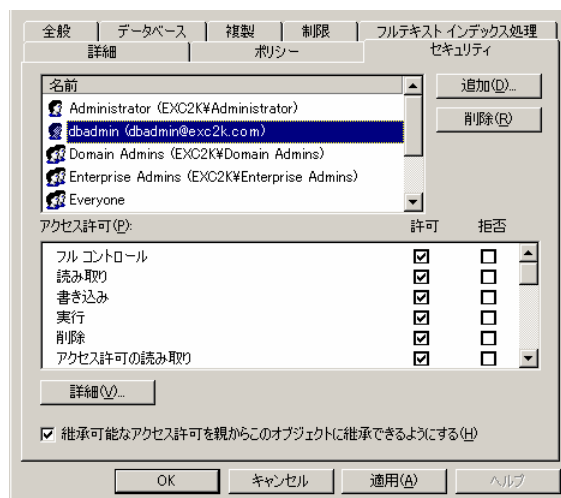 全般 データベース 複製 制限 フルテキスト インデックス処理
詳細 ポリシー セキュリティ
名前
追加(D)...
Administrator (EXC2K¥Administrator)
削除(R)
dbadmin (dbadmin@exc2k.com)
Domain Admins (EXC2K¥Domain Admins)
Enterprise Admins (EXC2K¥Enterprise Admins)
Everyone
アクセス許可(P): 許可 拒否
フル コントロール
読み取り
書き込み
実行
削除
アクセス許可の読み取り
詳細(V)...
継承可能なアクセス許可を親からこのオブジェクトに継承できるようにする(H)
OK キャンセル 適用(A) ヘルプ